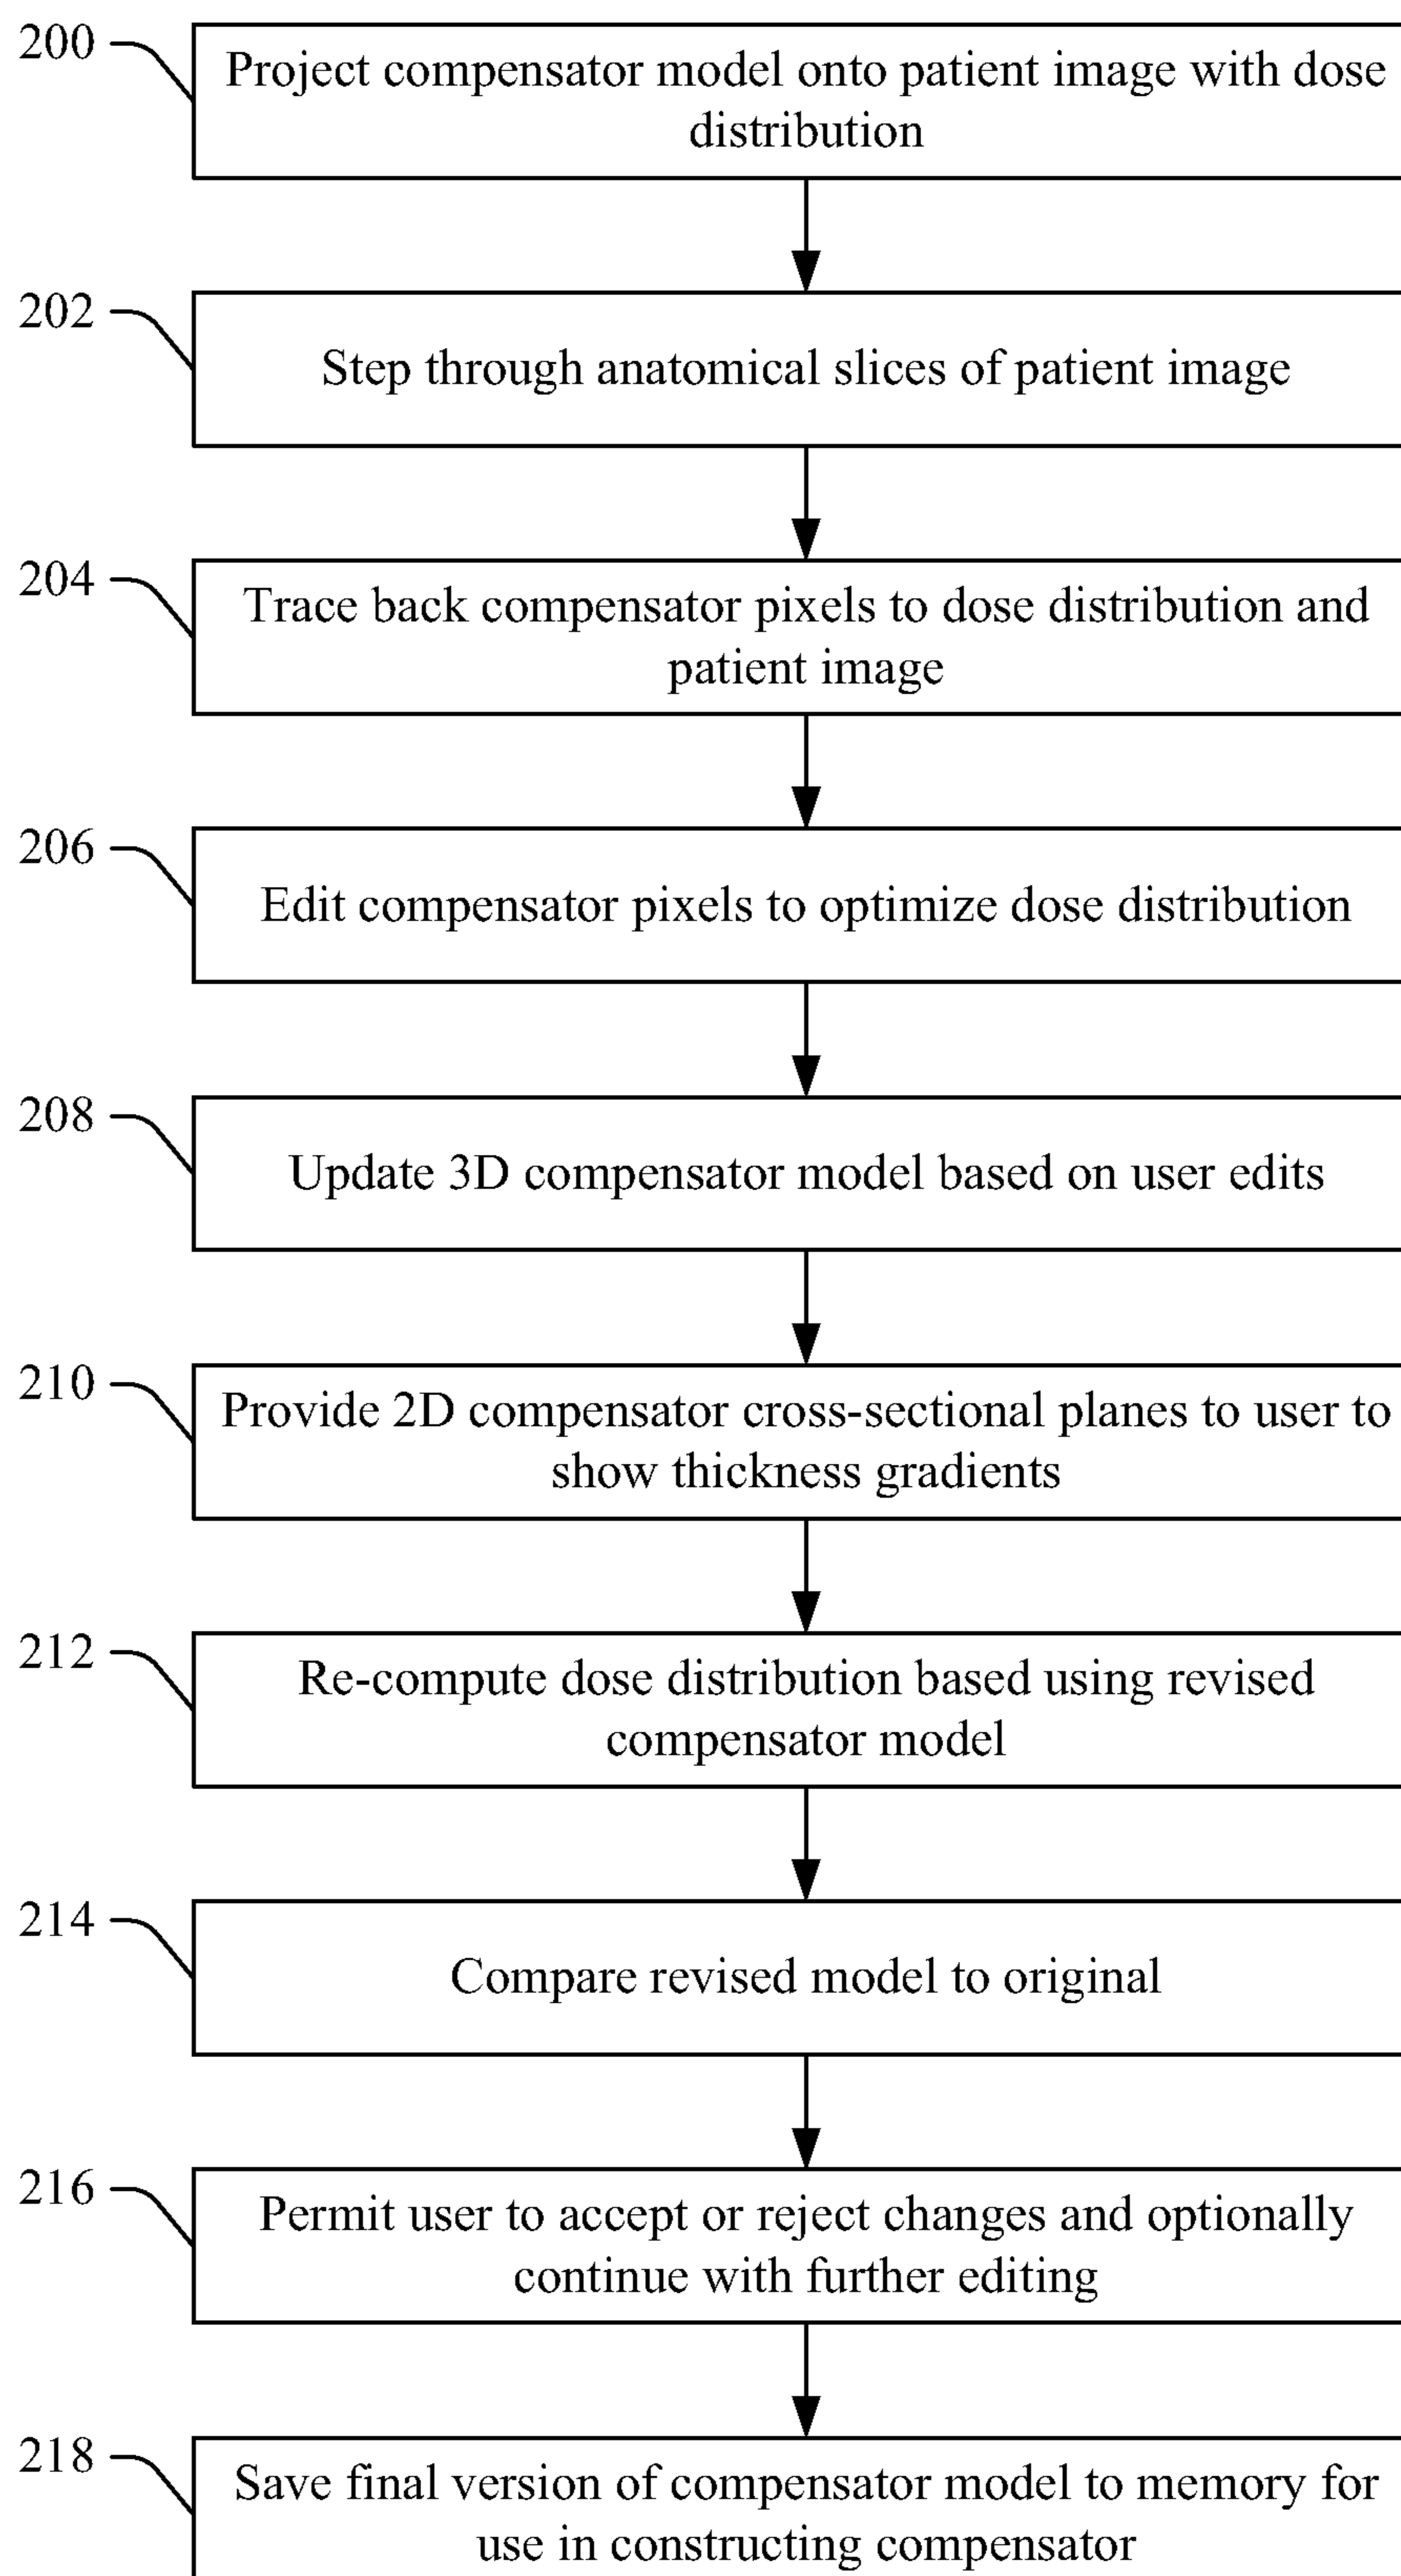 200
Project compensator model onto patient image with dose
distribution
202
Step through anatomical slices of patient image
204
Trace back compensator pixels to dose distribution and
patient image
206
Edit compensator pixels to optimize dose distribution
208
Update 3D compensator model based on user edits
210
Provide 2D compensator cross-sectional planes to user to
show thickness gradients
212
Re-compute dose distribution based using revised
compensator model
214
Compare revised model to original
216
Permit user to accept or reject changes and optionally
continue with further editing
218
Save final version of compensator model to memory for
use in constructing compensator